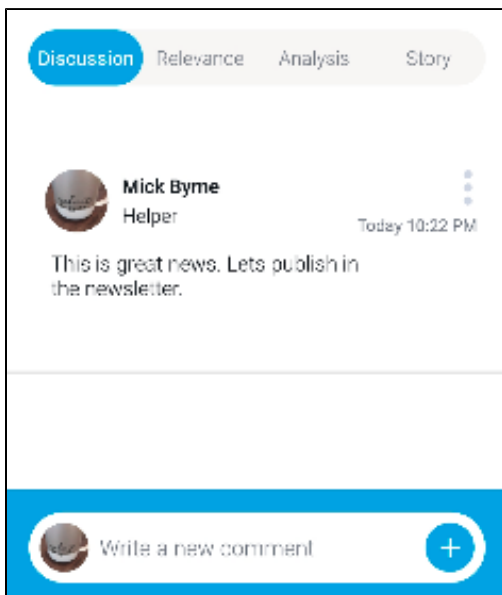 Discussion Relevance Analysis Story
Mick Byrne
Helper
Today 10:22 PM
This is great news. Lets publish in
the newsletter.
Write a new comment